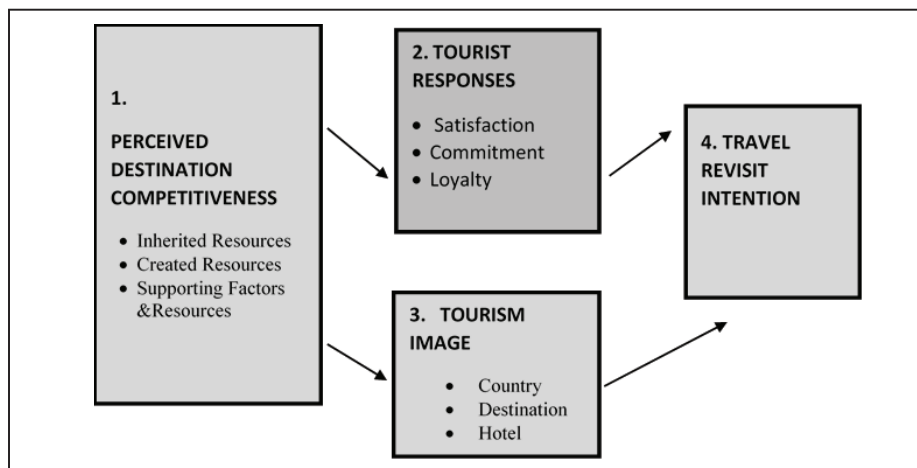 1.
PERCEIVED
DESTINATION
COMPETITIVENESS
• Inherited Resources
• Created Resources
• Supporting Factors
&Resources
2. TOURIST
RESPONSES
• Satisfaction
• Commitment
• Loyalty
3. TOURISM
IMAGE
• Country
• Destination
• Hotel
4. TRAVEL
REVISIT
INTENTION